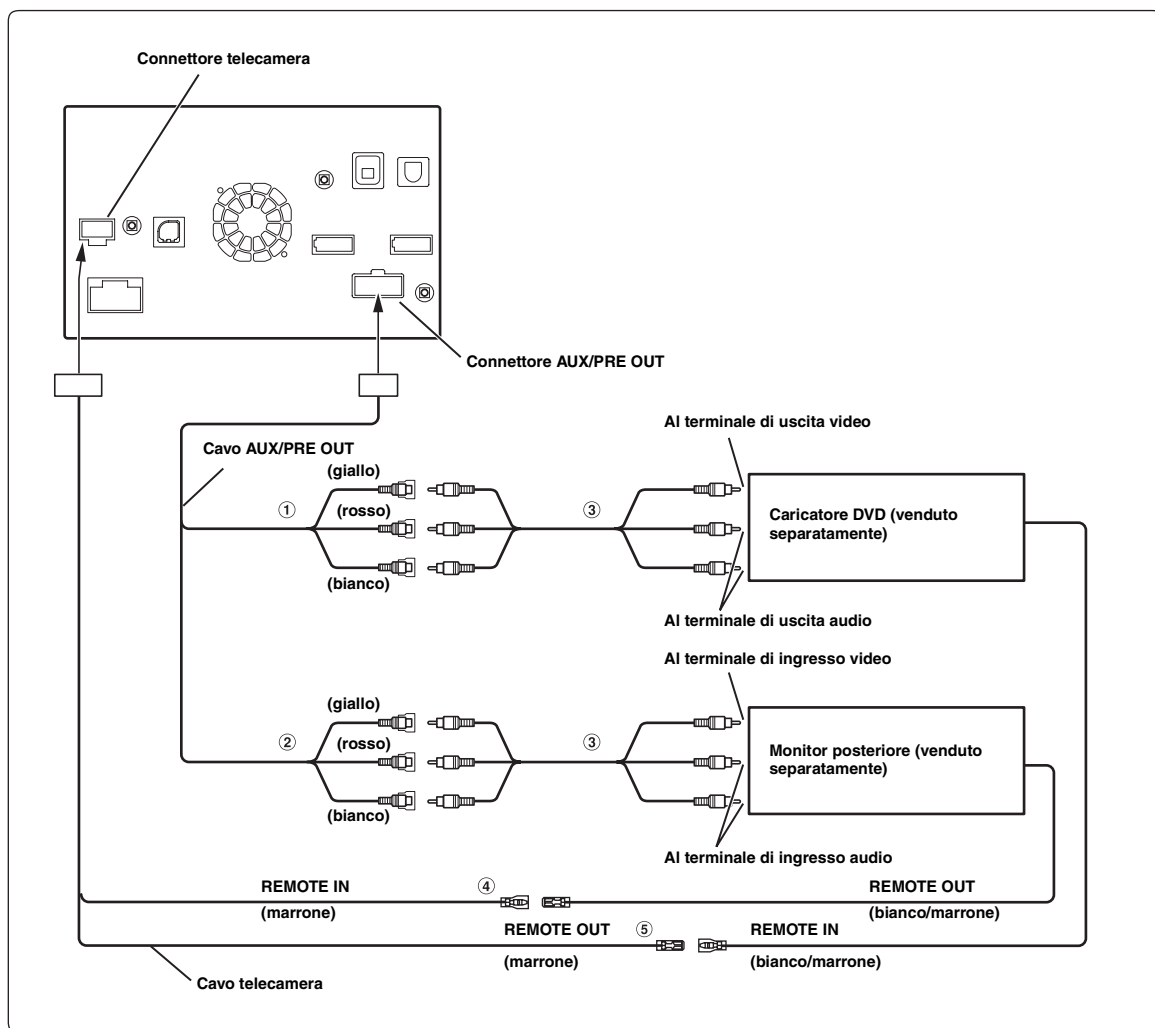 Connettore telecamera
Connettore AUX/PRE OUT
Al terminale di uscita video
Cavo AUX/PRE OUT
(giallo)
①
(rosso)
③
(bianco)
Caricatore DVD (venduto
separatamente)
Al terminale di uscita audio
Al terminale di ingresso video
(giallo)
②
(rosso)
③
(bianco)
Monitor posteriore (venduto
separatamente)
Al terminale di ingresso audio
REMOTE IN
④
REMOTE OUT
(marrone)
(bianco/marrone)
REMOTE OUT
⑤
REMOTE IN
(marrone)
(bianco/marrone)
Cavo telecamera